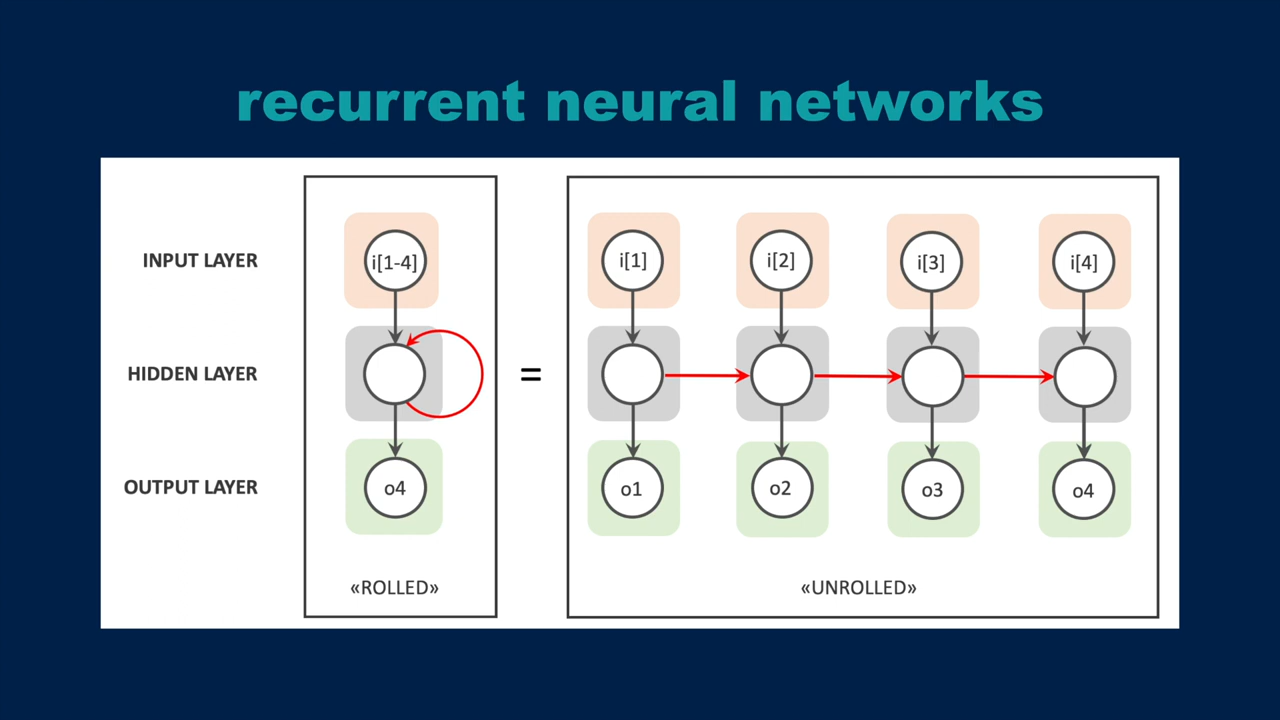 recurrent neural networks
INPUT LAYER
i[1-4]
i[1]
i[2]
i[3]
i[4]
HIDDEN LAYER
=
OUTPUT LAYER
o4
o1
o2
o3
o4
«ROLLED»
«UNROLLED»